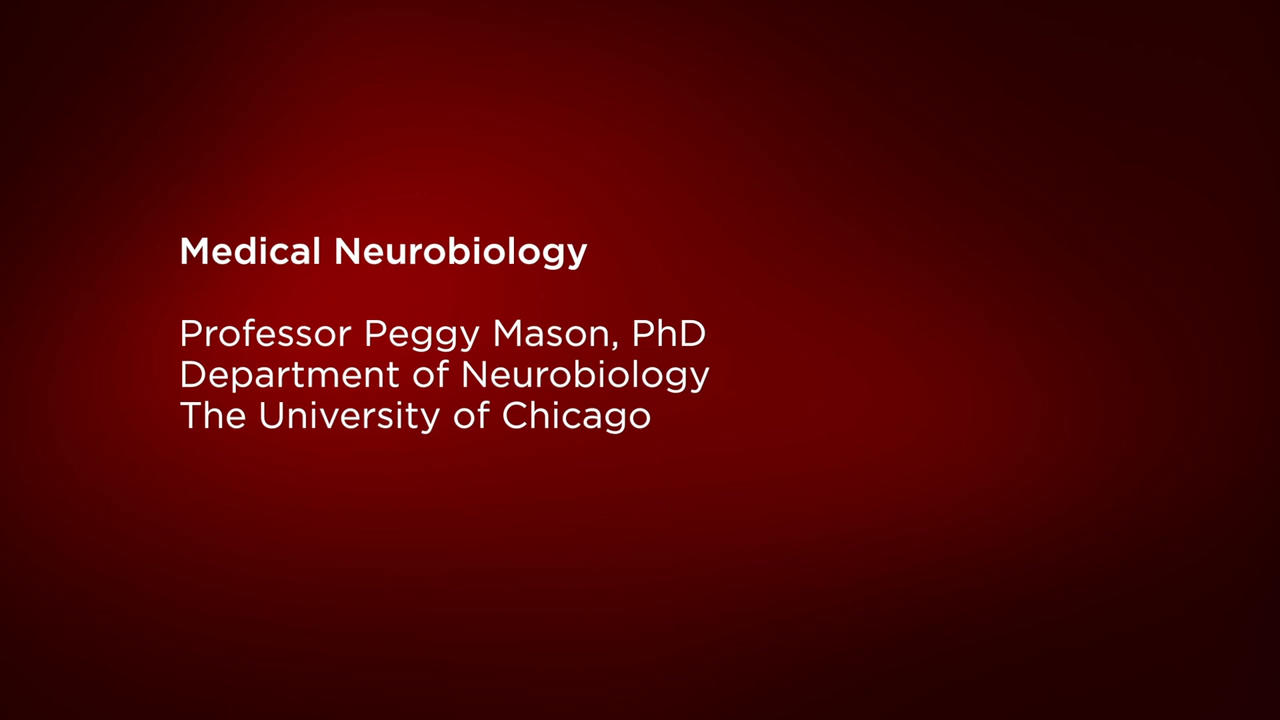 Medical Neurobiology
Professor Peggy Mason, PhD
Department of Neurobiology
The University of Chicago